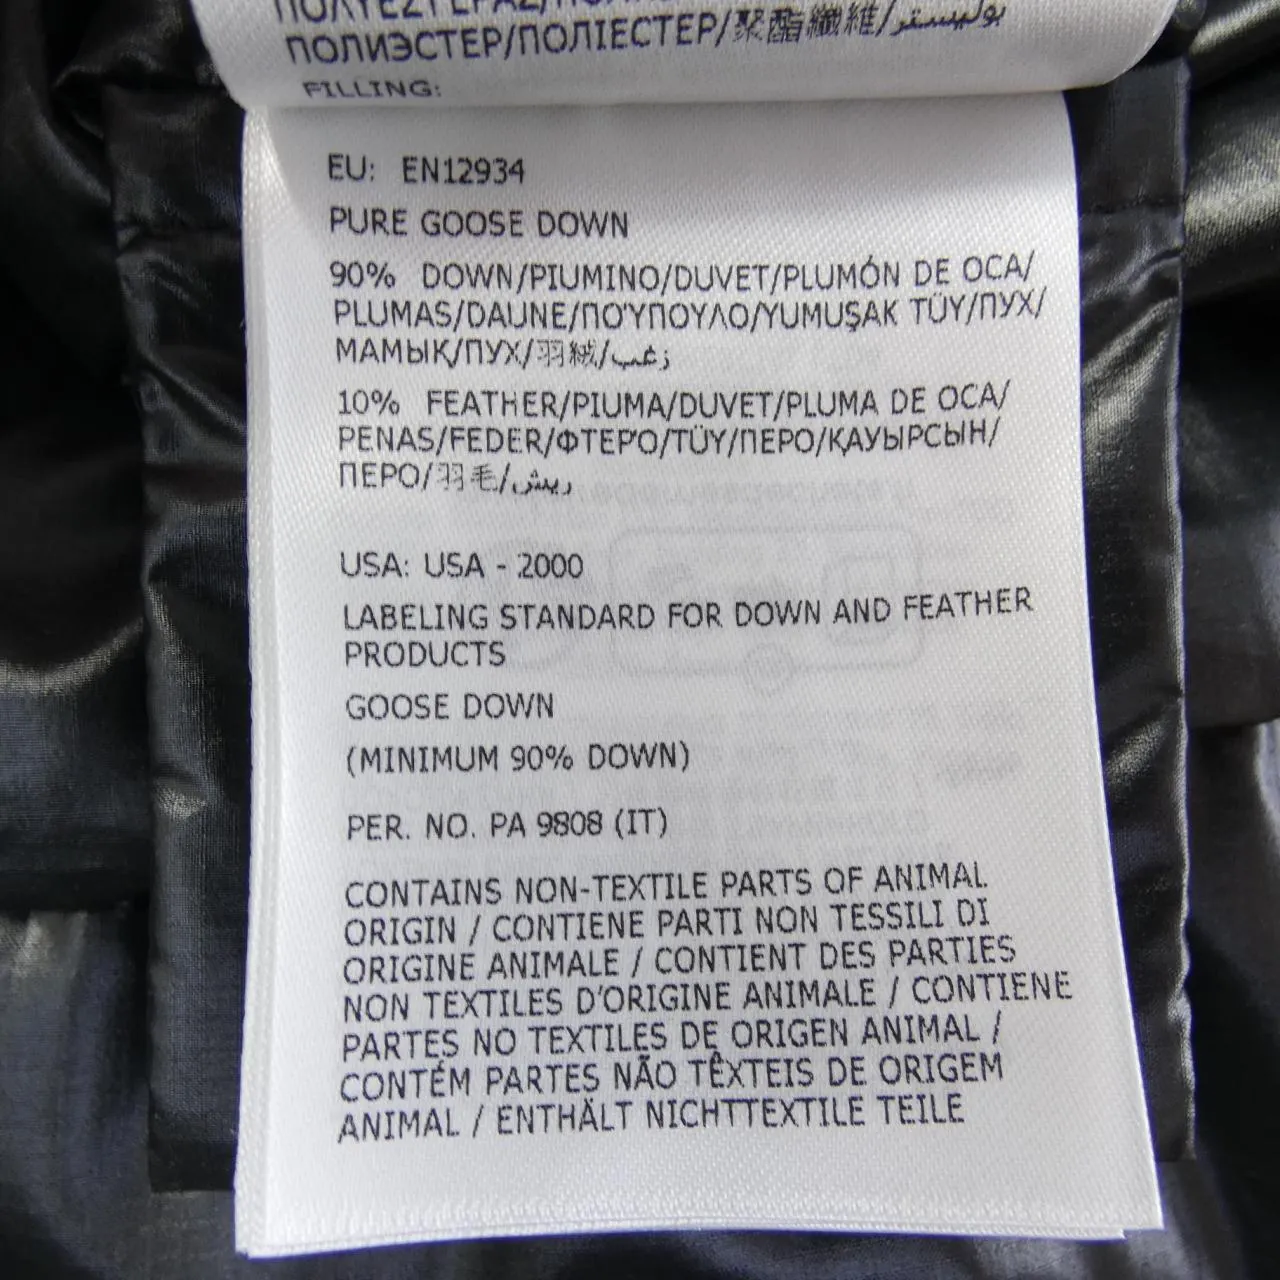 ПОЛИЭСТЕР/ПОЛІЕСТЕР/聚酯纖維/بوليستر
FILLING:
EU: EN12934
PURE GOOSE DOWN
90% DOWN/PIUMINO/DUVET/PLUMÓN DE OCA/
PLUMAS/DAUNE/ΠΟΎΠΟΥΛΟ/YUMUŞAK TÜY/ПУХ/
МАМЫҚ/ПУХ/羽絨/زغب
10% FEATHER/PIUMA/DUVET/PLUMA DE OCA/
PENAS/FEDER/ΦΤΕΡΌ/TÜY/ПЕРО/ҚАУЫРСЫН/
ПЕРО/羽毛/ريش
USA: USA - 2000
LABELING STANDARD FOR DOWN AND FEATHER
PRODUCTS
GOOSE DOWN
(MINIMUM 90% DOWN)
PER. NO. PA 9808 (IT)
CONTAINS NON-TEXTILE PARTS OF ANIMAL
ORIGIN / CONTIENE PARTI NON TESSILI DI
ORIGINE ANIMALE / CONTIENT DES PARTIES
NON TEXTILES D'ORIGINE ANIMALE / CONTIENE
PARTES NO TEXTILES DE ORIGEN ANIMAL /
CONTÉM PARTES NÃO TÊXTEIS DE ORIGEM
ANIMAL / ENTHÄLT NICHTTEXTILE TEILE